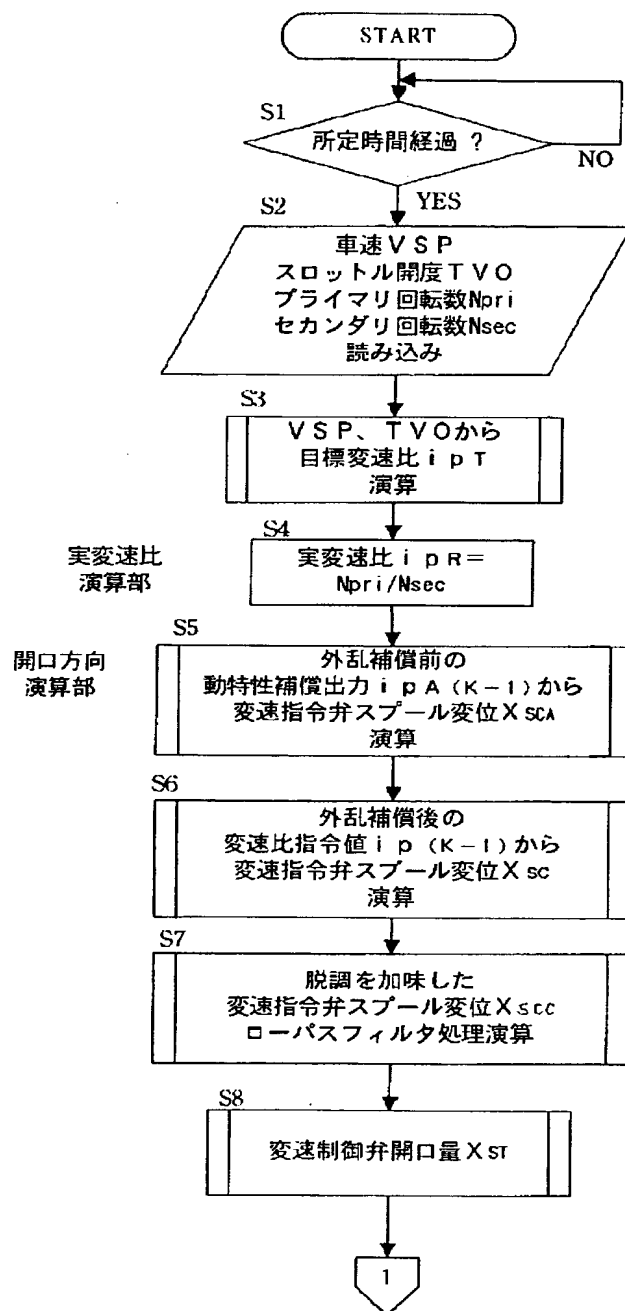 START
S1
所定時間経過 ?
NO
YES
S2
車速VSP
スロットル開度TVO
プライマリ回転数Npri
セカンダリ回転数Nsec
読み込み
S3
VSP、TVOから
目標変速比ipT
演算
S4
実変速比
演算部
実変速比ipR=
Npri/Nsec
S5
開口方向
演算部
外乱補償前の
動特性補償出力ipA(K-1)から
変速指令弁スプール変位XSCA
演算
S6
外乱補償後の
変速比指令値ip(K-1)から
変速指令弁スプール変位XSC
演算
S7
脱調を加味した
変速指令弁スプール変位XSCC
ローパスフィルタ処理演算
S8
変速制御弁開口量XST
1